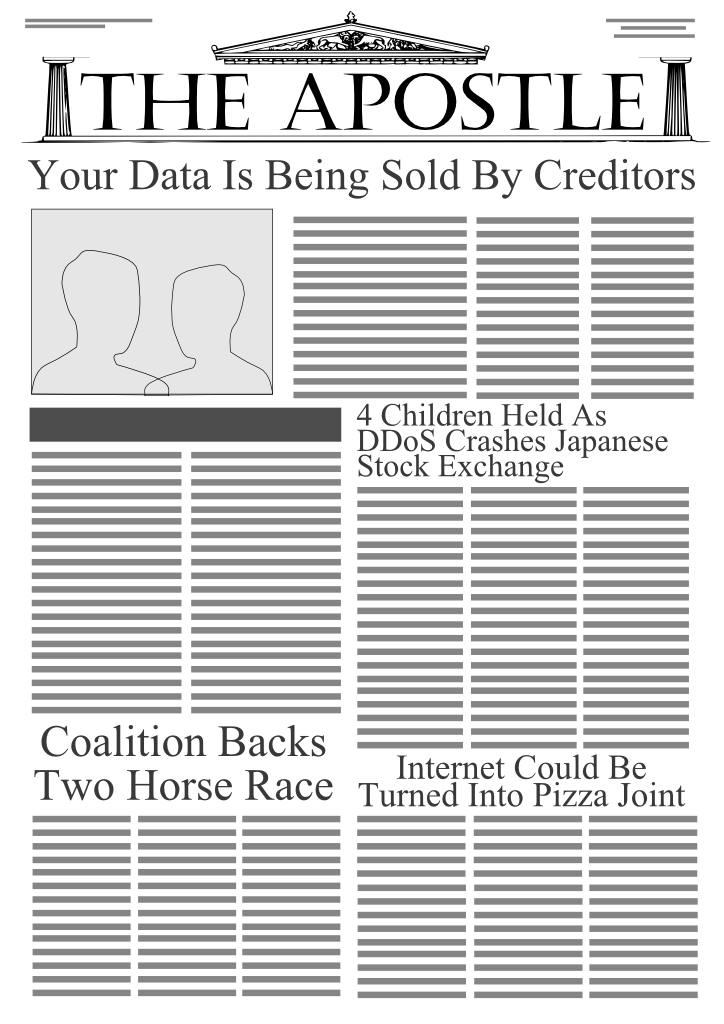 THE APOSTLE
Your Data Is Being Sold By Creditors
4 Children Held As
DDoS Crashes Japanese
Stock Exchange
Coalition Backs
Two Horse Race
Internet Could Be
Turned Into Pizza Joint